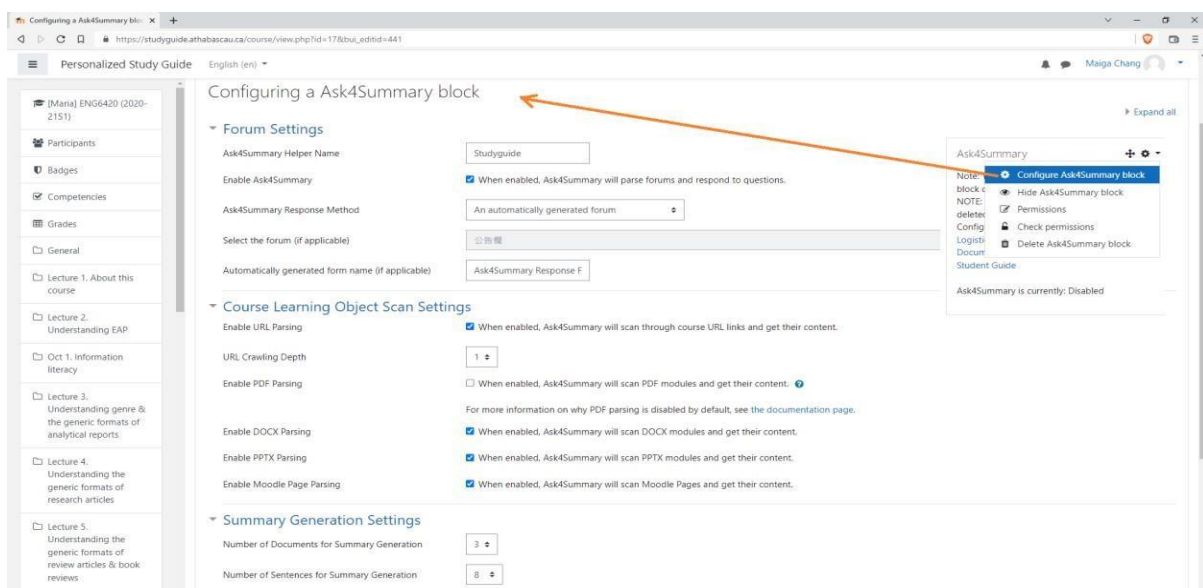 Configuring a Ask4Summary bloc
https://studyguide.athabascau.ca/course/view.php?id=17&bui_editid=441
Personalized Study Guide
English (en)
Maiga Chang
[Maria] ENG6420 (2020-
2151)
Participants
Badges
Competencies
Grades
General
Lecture 1. About this
course
Lecture 2.
Understanding EAP
Oct 1. Information
literacy
Lecture 3.
Understanding genre &
the generic formats of
analytical reports
Lecture 4.
Understanding the
generic formats of
research articles
Lecture 5.
Understanding the
generic formats of
review articles & book
reviews
Configuring a Ask4Summary block
Expand all
Forum Settings
Ask4Summary Helper Name
Studyguide
Enable Ask4Summary
When enabled, Ask4Summary will parse forums and respond to questions.
Ask4Summary Response Method
An automatically generated forum
Select the forum (if applicable)
公佈欄
Automatically generated form name (if applicable)
Ask4Summary Response F
Course Learning Object Scan Settings
Enable URL Parsing
When enabled, Ask4Summary will scan through course URL links and get their content.
URL Crawling Depth
1
Enable PDF Parsing
When enabled, Ask4Summary will scan PDF modules and get their content.
For more information on why PDF parsing is disabled by default, see the documentation page.
Enable DOCX Parsing
When enabled, Ask4Summary will scan DOCX modules and get their content.
Enable PPTX Parsing
When enabled, Ask4Summary will scan PPTX modules and get their content.
Enable Moodle Page Parsing
When enabled, Ask4Summary will scan Moodle Pages and get their content.
Summary Generation Settings
Number of Documents for Summary Generation
3
Number of Sentences for Summary Generation
8
Ask4Summary
Note:
block c
NOTE:
deleted
Config
Logisti
Docum
Student Guide
Ask4Summary is currently: Disabled
Configure Ask4Summary block
Hide Ask4Summary block
Permissions
Check permissions
Delete Ask4Summary block